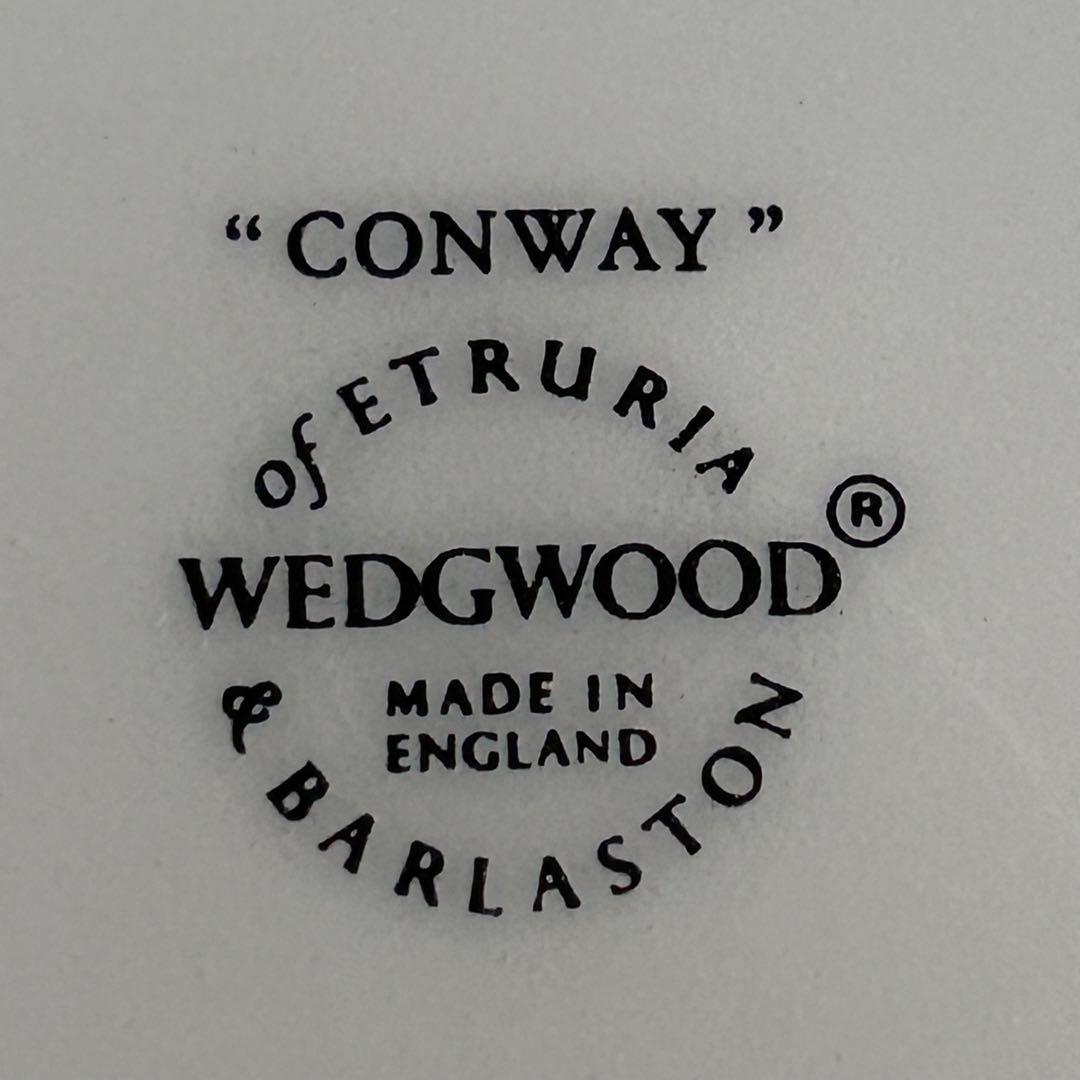 “CONWAY”
of ETRURIA
WEDGWOOD®
MADE IN
ENGLAND
& BARLASTON